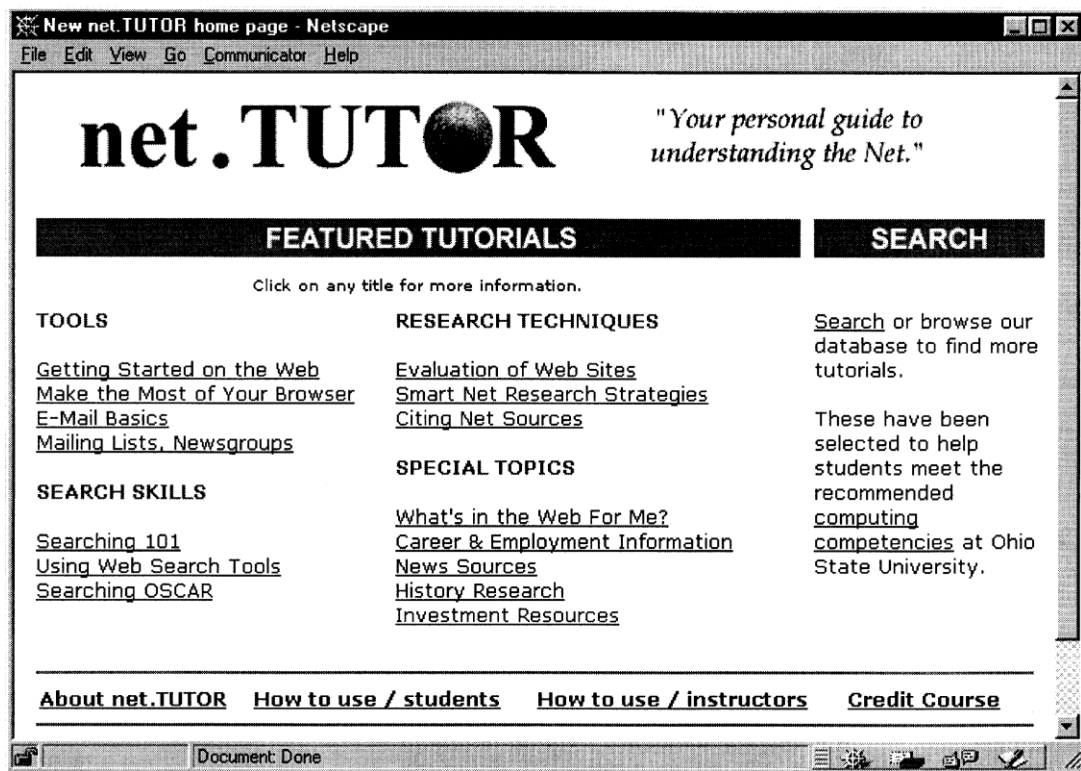 New net.TUTOR home page - Netscape
File Edit View Go Communicator Help
net.TUTOR
"Your personal guide to
understanding the Net."
FEATURED TUTORIALS
Click on any title for more information.
TOOLS
Getting Started on the Web
Make the Most of Your Browser
E-Mail Basics
Mailing Lists, Newsgroups
SEARCH SKILLS
Searching 101
Using Web Search Tools
Searching OSCAR
RESEARCH TECHNIQUES
Evaluation of Web Sites
Smart Net Research Strategies
Citing Net Sources
SPECIAL TOPICS
What's in the Web For Me?
Career & Employment Information
News Sources
History Research
Investment Resources
SEARCH
Search or browse our
database to find more
tutorials.
These have been
selected to help
students meet the
recommended
computing
competencies at Ohio
State University.
About net.TUTOR How to use / students How to use / instructors Credit Course
Document: Done